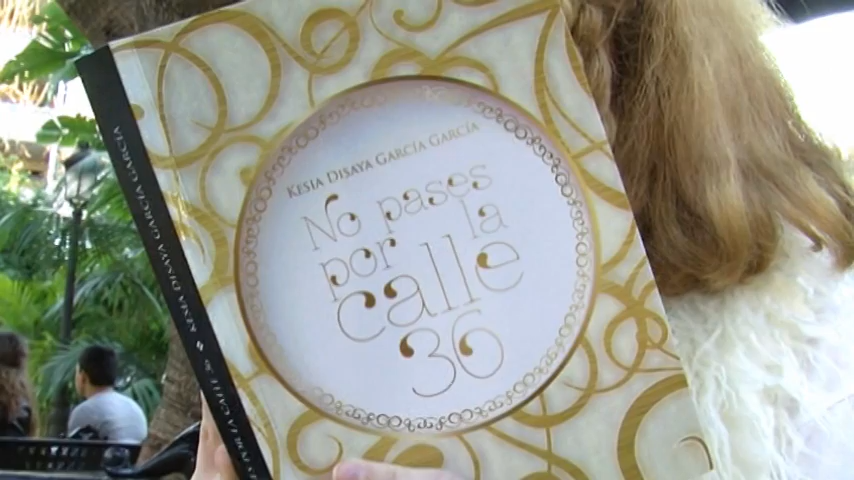 KESIA DISAYA GARCÍA GARCÍA
No pases
por la
calle
36
KESIA DISAYA GARCÍA GARCÍA